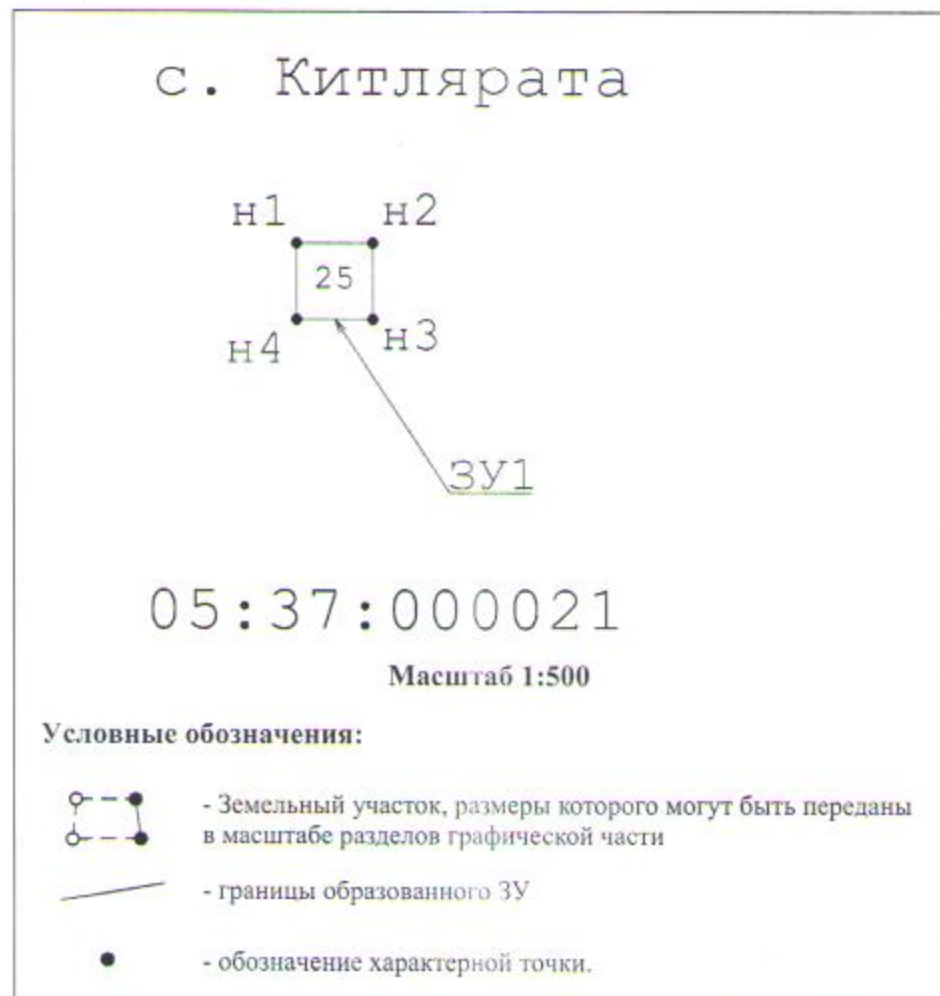 с. Китлярата
н1 н2
25
н4 н3
ЗУ1
05:37:000021
Масштаб 1:500
Условные обозначения:
- Земельный участок, размеры которого могут быть переданы
в масштабе разделов графической части
- границы образованного ЗУ
- обозначение характерной точки.